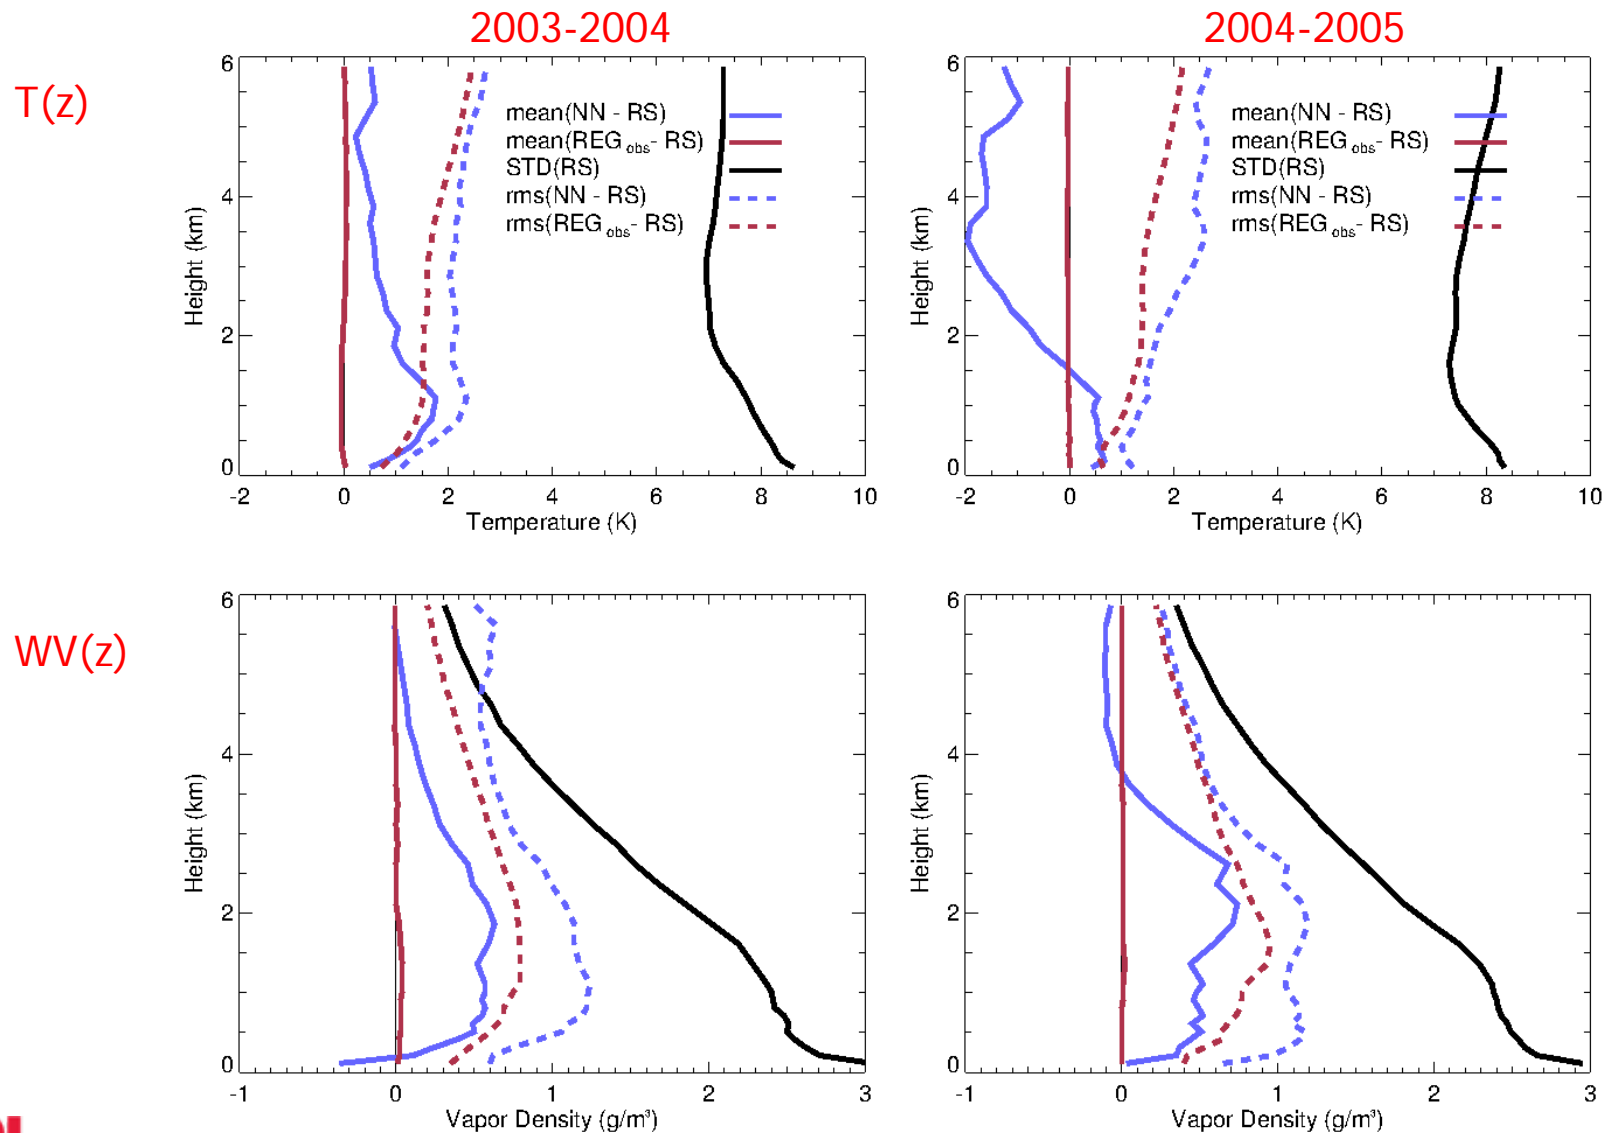 2003-2004
2004-2005
T(z)
6
4
2
0
Height (km)
mean(NN - RS)
mean(REG obs- RS)
STD(RS)
rms(NN - RS)
rms(REG obs- RS)
-2 0 2 4 6 8 10
Temperature (K)
6
4
2
0
Height (km)
mean(NN - RS)
mean(REG obs- RS)
STD(RS)
rms(NN - RS)
rms(REG obs- RS)
-2 0 2 4 6 8 10
Temperature (K)
WV(z)
6
4
2
0
Height (km)
-1 0 1 2 3
Vapor Density (g/m³)
6
4
2
0
Height (km)
-1 0 1 2 3
Vapor Density (g/m³)